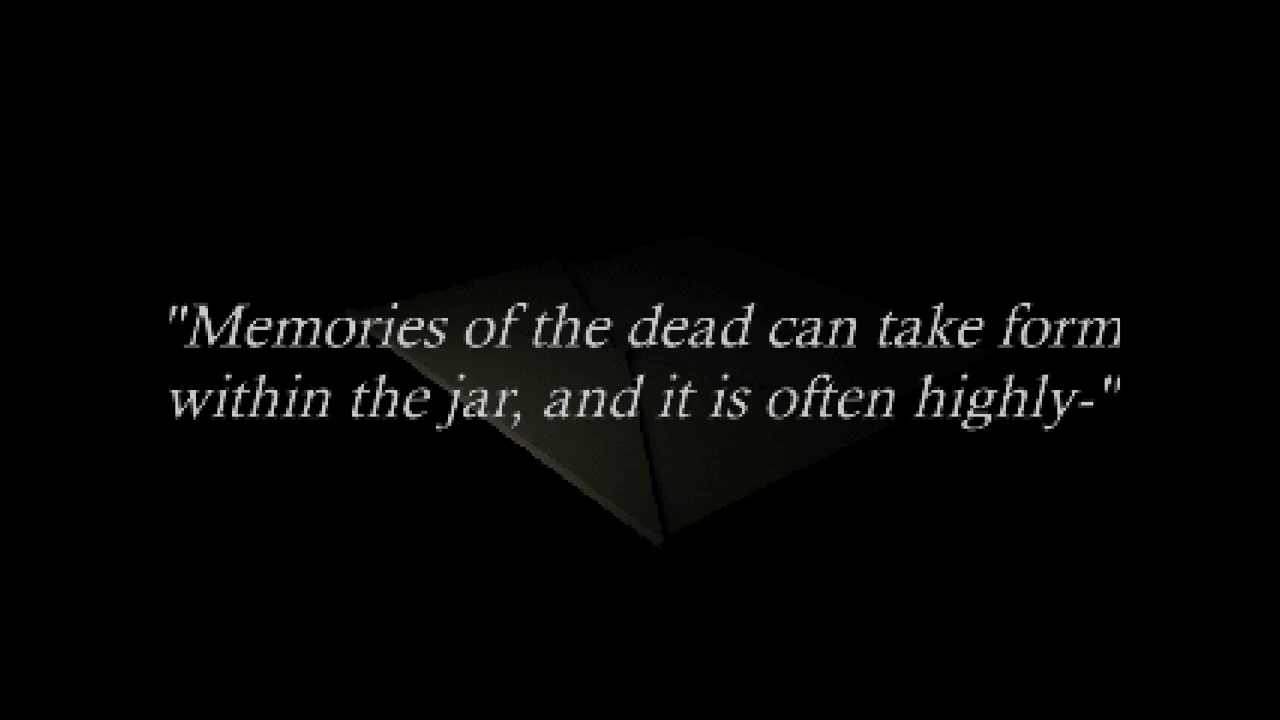 "Memories of the dead can take form
within the jar, and it is often highly-"